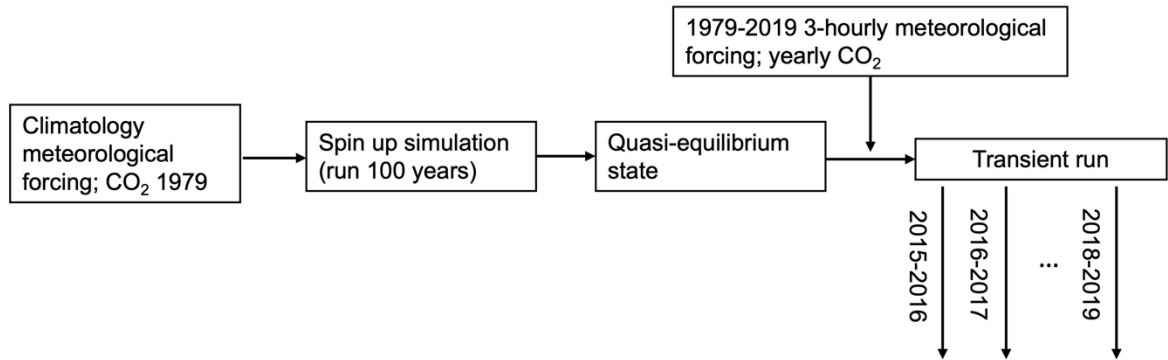 1979-2019 3-hourly meteorological
forcing; yearly CO₂
Climatology
meteorological
forcing; CO₂ 1979
Spin up simulation
(run 100 years)
Quasi-equilibrium
state
Transient run
2015-2016
2016-2017
...
2018-2019